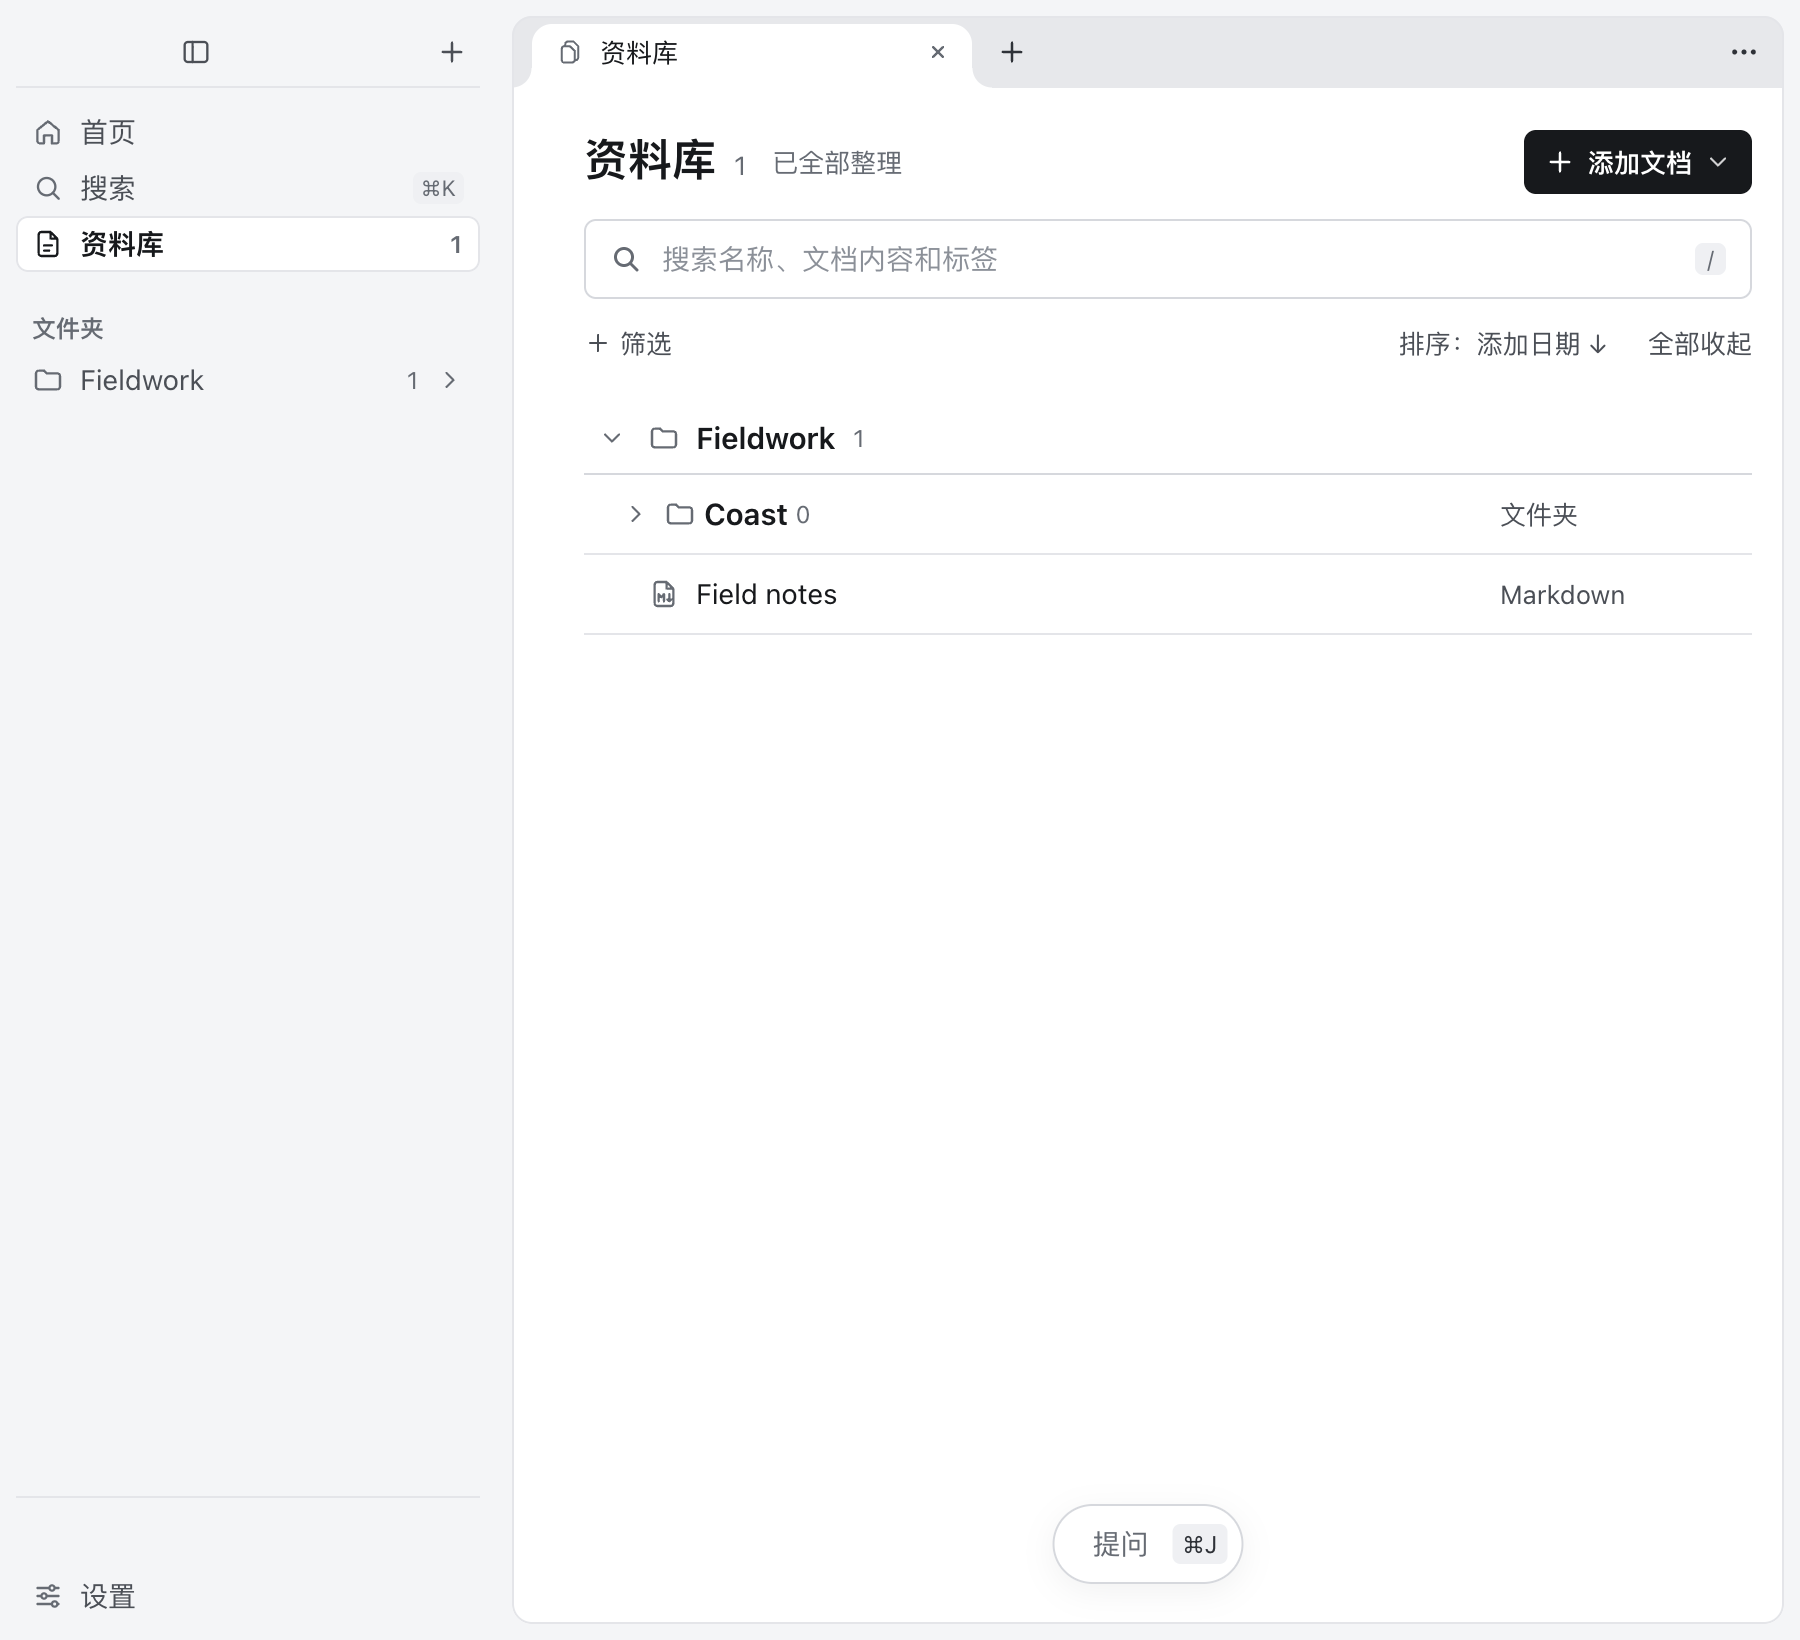 首页
搜索 ⌘K
资料库 1
文件夹
Fieldwork 1
设置
资料库
资料库 1 已全部整理
添加文档
搜索名称、文档内容和标签 /
筛选
排序：添加日期 ↓ 全部收起
Fieldwork 1
Coast 0 文件夹
Field notes Markdown
提问 ⌘J